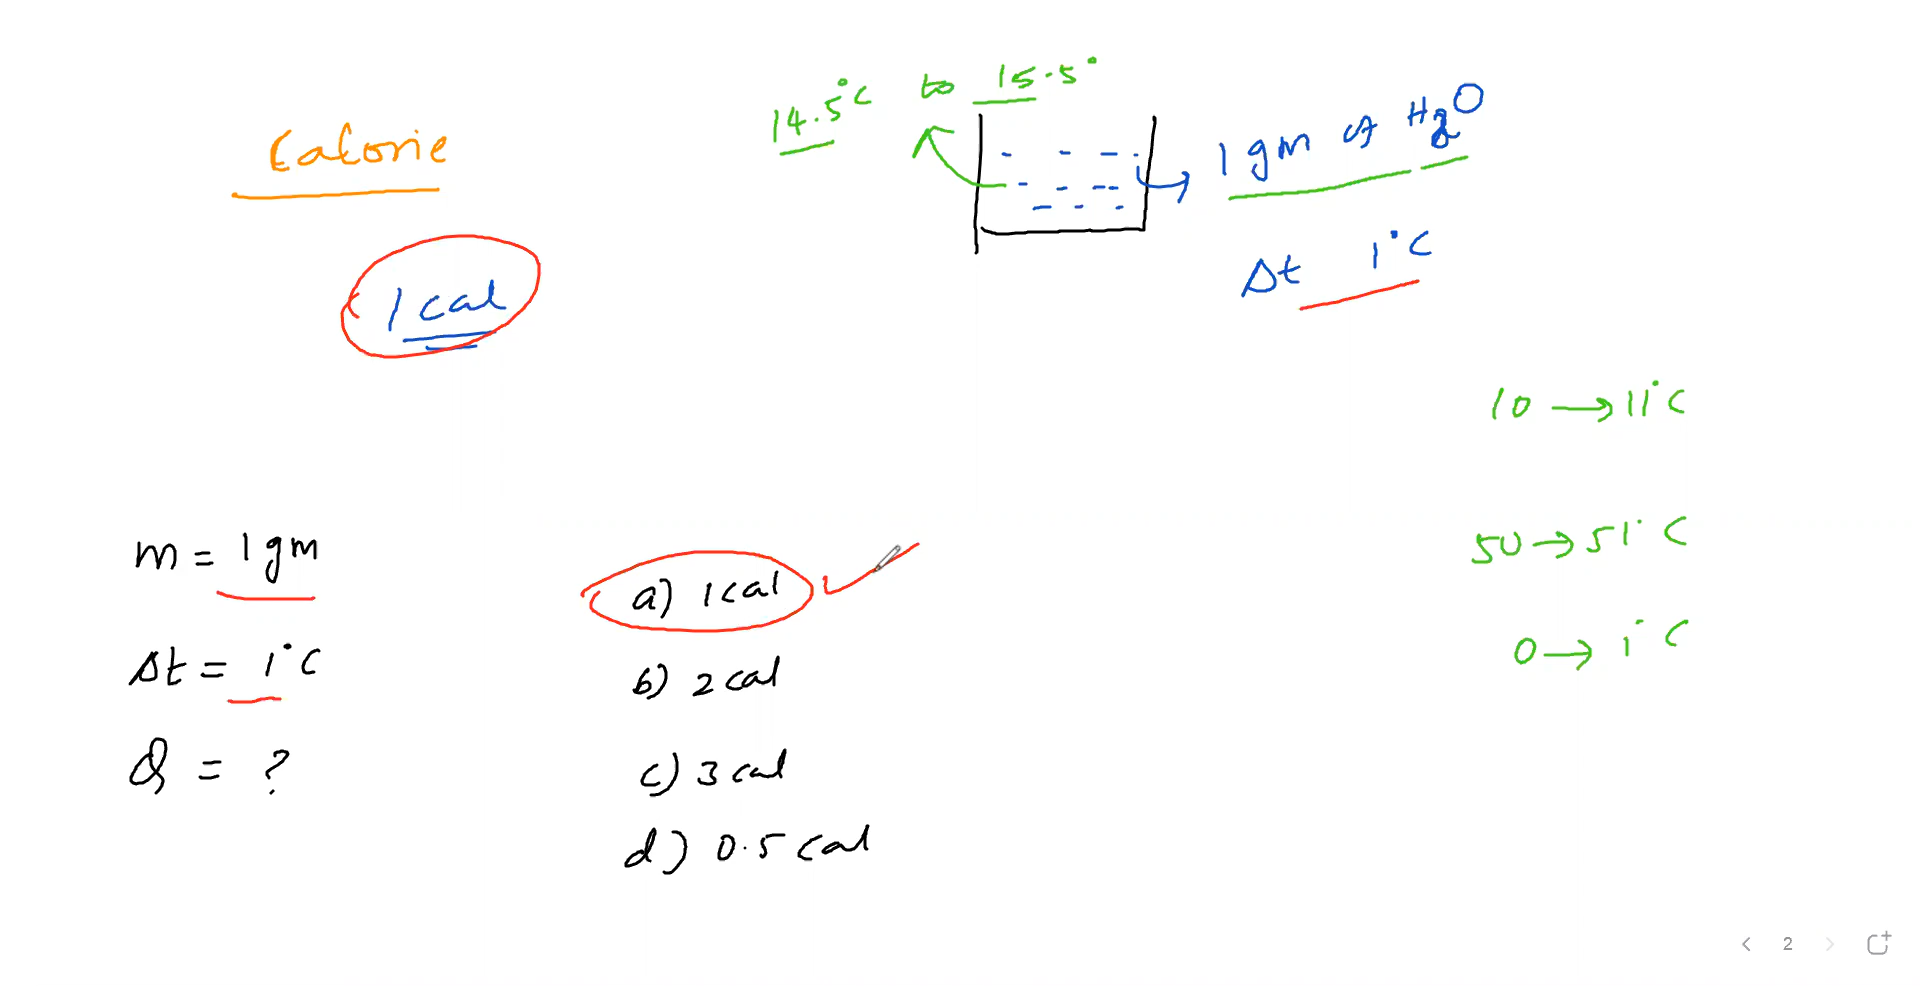 Calorie
1 cal
14.5°C to 15.5°
1 gm of H2O
Δt 1°C
10 → 11°C
50 → 51°C
0 → 1°C
m = 1 gm
Δt = 1°C
Q = ?
a) 1 cal
b) 2 cal
c) 3 cal
d) 0.5 cal
2